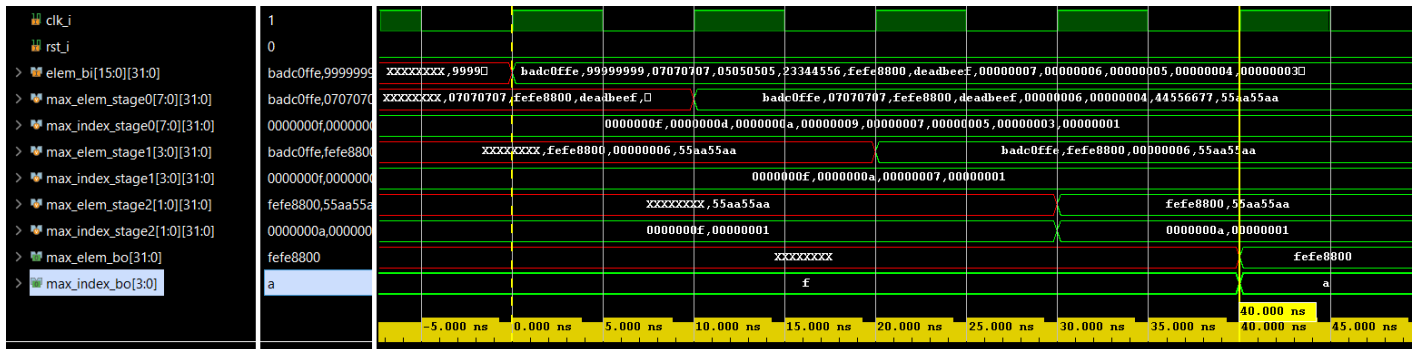 clk_i 1
rst_i 0
elem_bi[15:0][31:0] badc0ffe,9999999 XXXXXXXX,9999 badc0ffe,99999999,07070707,05050505,23344556,fefe8800,deadbeef,00000007,00000006,00000005,00000004,00000003
max_elem_stage0[7:0][31:0] badc0ffe,0707070 XXXXXXXX,07070707,fefe8800,deadbeef, badc0ffe,07070707,fefe8800,deadbeef,00000006,00000004,44556677,55aa55aa
max_index_stage0[7:0][31:0] 0000000f,0000000 0000000f,0000000d,0000000a,00000009,00000007,00000005,00000003,00000001
max_elem_stage1[3:0][31:0] badc0ffe,fefe8800 XXXXXXXX,fefe8800,00000006,55aa55aa badc0ffe,fefe8800,00000006,55aa55aa
max_index_stage1[3:0][31:0] 0000000f,0000000 0000000f,0000000a,00000007,00000001
max_elem_stage2[1:0][31:0] fefe8800,55aa55a XXXXXXXX,55aa55aa fefe8800,55aa55aa
max_index_stage2[1:0][31:0] 0000000a,000000 0000000f,00000001 0000000a,00000001
max_elem_bo[31:0] fefe8800 XXXXXXXX fefe8800
max_index_bo[3:0] a f a
40.000 ns
-5.000 ns 0.000 ns 5.000 ns 10.000 ns 15.000 ns 20.000 ns 25.000 ns 30.000 ns 35.000 ns 40.000 ns 45.000 ns